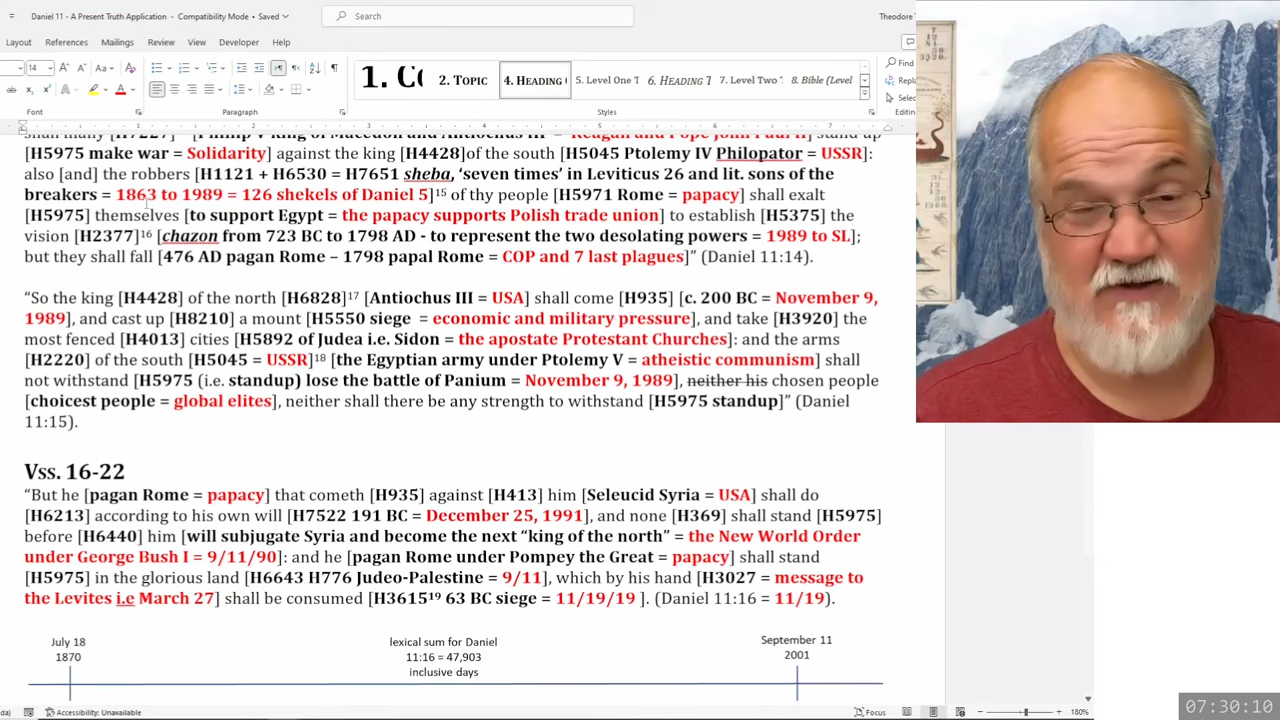 Daniel 11 - A Present Truth Application - Compatibility Mode • Saved
Search
Theodore
Layout References Mailings Review View Developer Help
14
Aa
1. Co
2. TOPIC
4. HEADING
5. Level One T
6. HEADING T
7. Level Two
8. Bible (Level
Find
Repla
Selec
Font
Paragraph
Styles
1 2 3 4 5 6 7
[H5975 make war = Solidarity] against the king [H4428]of the south [H5045 Ptolemy IV Philopator = USSR]:
also [and] the robbers [H1121 + H6530 = H7651 sheba, ‘seven times’ in Leviticus 26 and lit. sons of the
breakers = 1863 to 1989 = 126 shekels of Daniel 5]15 of thy people [H5971 Rome = papacy] shall exalt
[H5975] themselves [to support Egypt = the papacy supports Polish trade union] to establish [H5375] the
vision [H2377]16 [chazon from 723 BC to 1798 AD - to represent the two desolating powers = 1989 to SL];
but they shall fall [476 AD pagan Rome – 1798 papal Rome = COP and 7 last plagues]” (Daniel 11:14).
“So the king [H4428] of the north [H6828]17 [Antiochus III = USA] shall come [H935] [c. 200 BC = November 9,
1989], and cast up [H8210] a mount [H5550 siege = economic and military pressure], and take [H3920] the
most fenced [H4013] cities [H5892 of Judea i.e. Sidon = the apostate Protestant Churches]: and the arms
[H2220] of the south [H5045 = USSR]18 [the Egyptian army under Ptolemy V = atheistic communism] shall
not withstand [H5975 (i.e. standup) lose the battle of Panium = November 9, 1989], neither his chosen people
[choicest people = global elites], neither shall there be any strength to withstand [H5975 standup]” (Daniel
11:15).
Vss. 16-22
“But he [pagan Rome = papacy] that cometh [H935] against [H413] him [Seleucid Syria = USA] shall do
[H6213] according to his own will [H7522 191 BC = December 25, 1991], and none [H369] shall stand [H5975]
before [H6440] him [will subjugate Syria and become the next “king of the north” = the New World Order
under George Bush I = 9/11/90]: and he [pagan Rome under Pompey the Great = papacy] shall stand
[H5975] in the glorious land [H6643 H776 Judeo-Palestine = 9/11], which by his hand [H3027 = message to
the Levites i.e March 27] shall be consumed [H361519 63 BC siege = 11/19/19 ]. (Daniel 11:16 = 11/19).
July 18
1870
lexical sum for Daniel
11:16 = 47,903
inclusive days
September 11
2001
Accessibility: Unavailable
Focus
180%
07:30:10